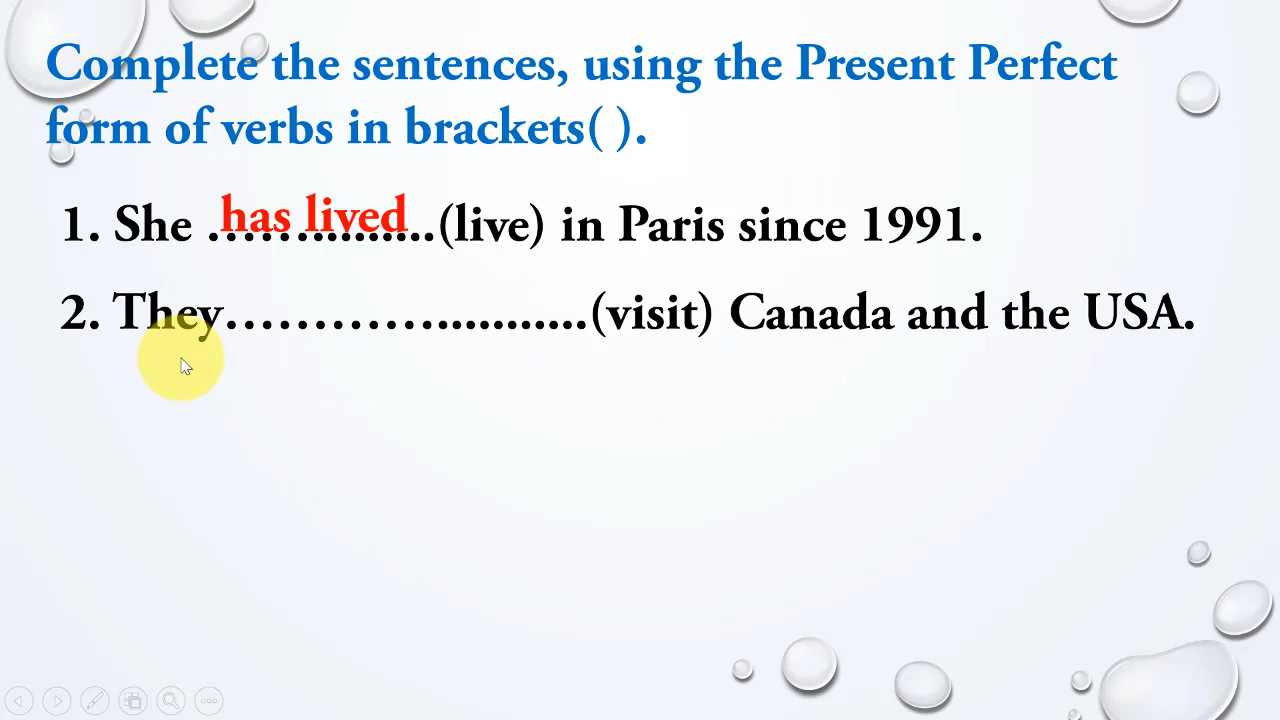 Complete the sentences, using the Present Perfect
form of verbs in brackets( ).
1. She ...has lived...(live) in Paris since 1991.
2. They………….............(visit) Canada and the USA.